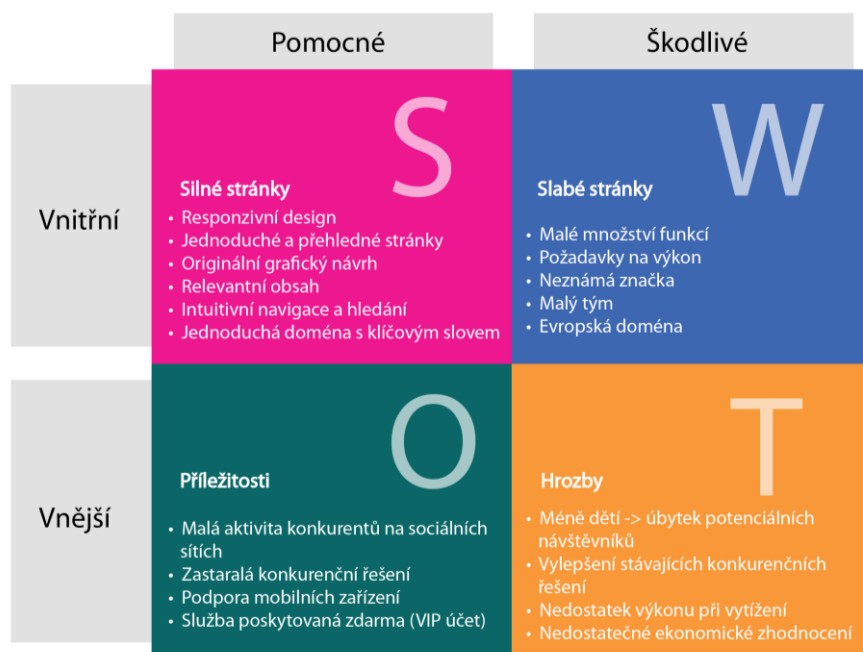 Pomocné
Škodlivé
Vnitřní
S
Silné stránky
• Responzivní design
• Jednoduché a přehledné stránky
• Originální grafický návrh
• Relevantní obsah
• Intuitivní navigace a hledání
• Jednoduchá doména s klíčovým slovem
W
Slabé stránky
• Malé množství funkcí
• Požadavky na výkon
• Neznámá značka
• Malý tým
• Evropská doména
Vnější
O
Příležitosti
• Malá aktivita konkurentů na sociálních
sítích
• Zastaralá konkurenční řešení
• Podpora mobilních zařízení
• Služba poskytovaná zdarma (VIP účet)
T
Hrozby
• Méně dětí -> úbytek potenciálních
návštěvníků
• Vylepšení stávajících konkurenčních
řešení
• Nedostatek výkonu při vytížení
• Nedostatečné ekonomické zhodnocení